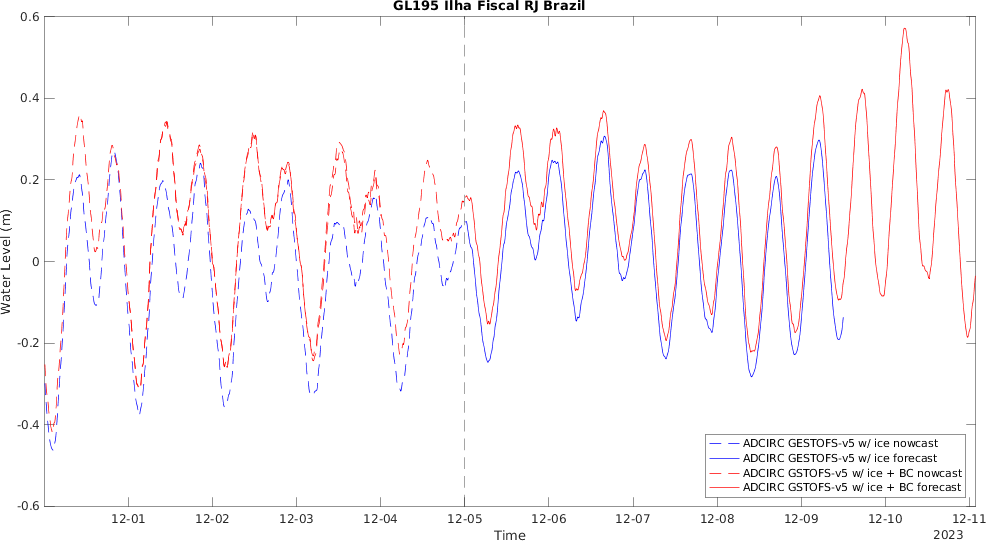 GL195 Ilha Fiscal RJ Brazil
0.6
0.4
0.2
0
-0.2
-0.4
-0.6
Water Level (m)
12-01
12-02
12-03
12-04
12-05
12-06
12-07
12-08
12-09
12-10
12-11
Time
2023
ADCIRC GESTOFS-v5 w/ ice nowcast
ADCIRC GESTOFS-v5 w/ ice forecast
ADCIRC GSTOFS-v5 w/ ice + BC nowcast
ADCIRC GSTOFS-v5 w/ ice + BC forecast